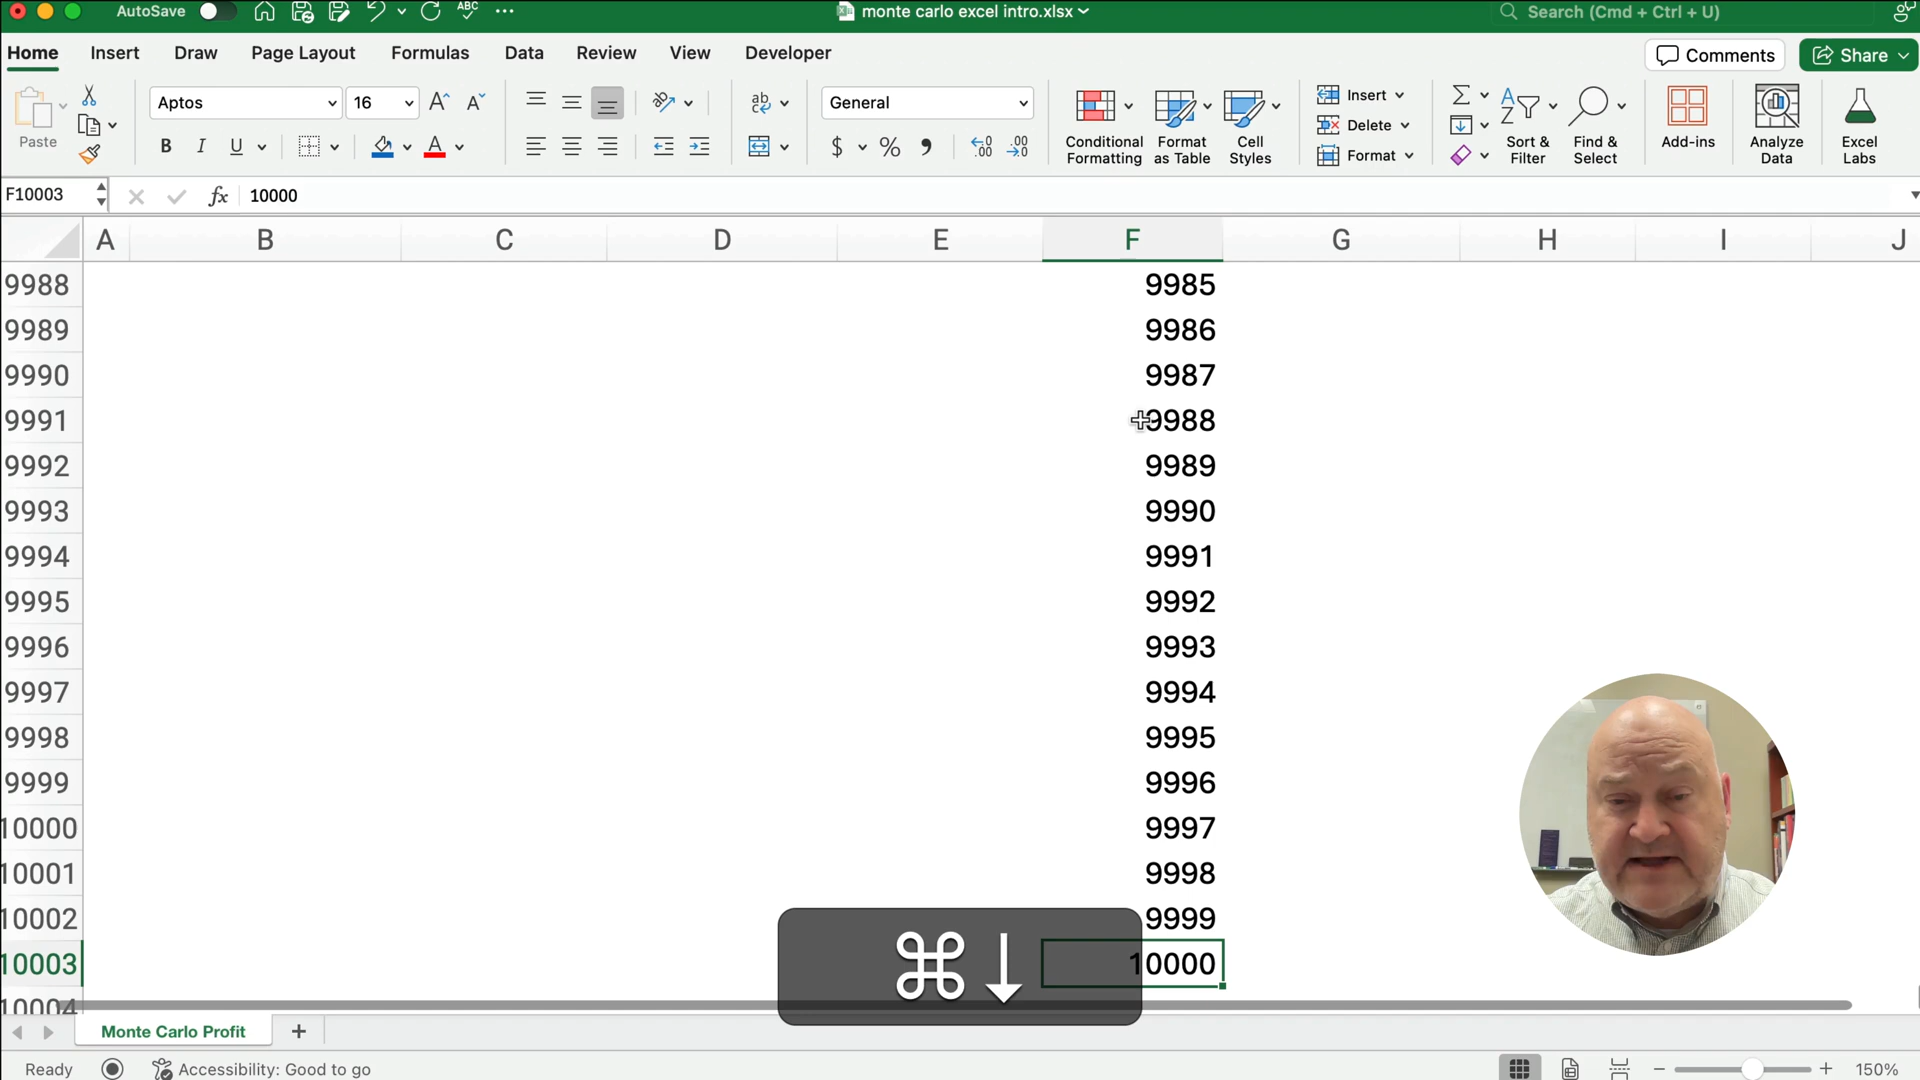 AutoSave
ABC
monte carlo excel intro.xlsx
Search (Cmd + Ctrl + U)
Home Insert Draw Page Layout Formulas Data Review View Developer
Comments
Share
Paste
Aptos
16
B I U
ab
General
$ % ,
Conditional Formatting
Format as Table
Cell Styles
Insert
Delete
Format
Sort & Filter
Find & Select
Add-ins
Analyze Data
Excel Labs
F10003
fx
10000
A B C D E F G H I J
9988 9985
9989 9986
9990 9987
9991 9988
9992 9989
9993 9990
9994 9991
9995 9992
9996 9993
9997 9994
9998 9995
9999 9996
10000 9997
10001 9998
10002 9999
10003 10000
10004
⌘↓
Monte Carlo Profit
Ready
Accessibility: Good to go
150%